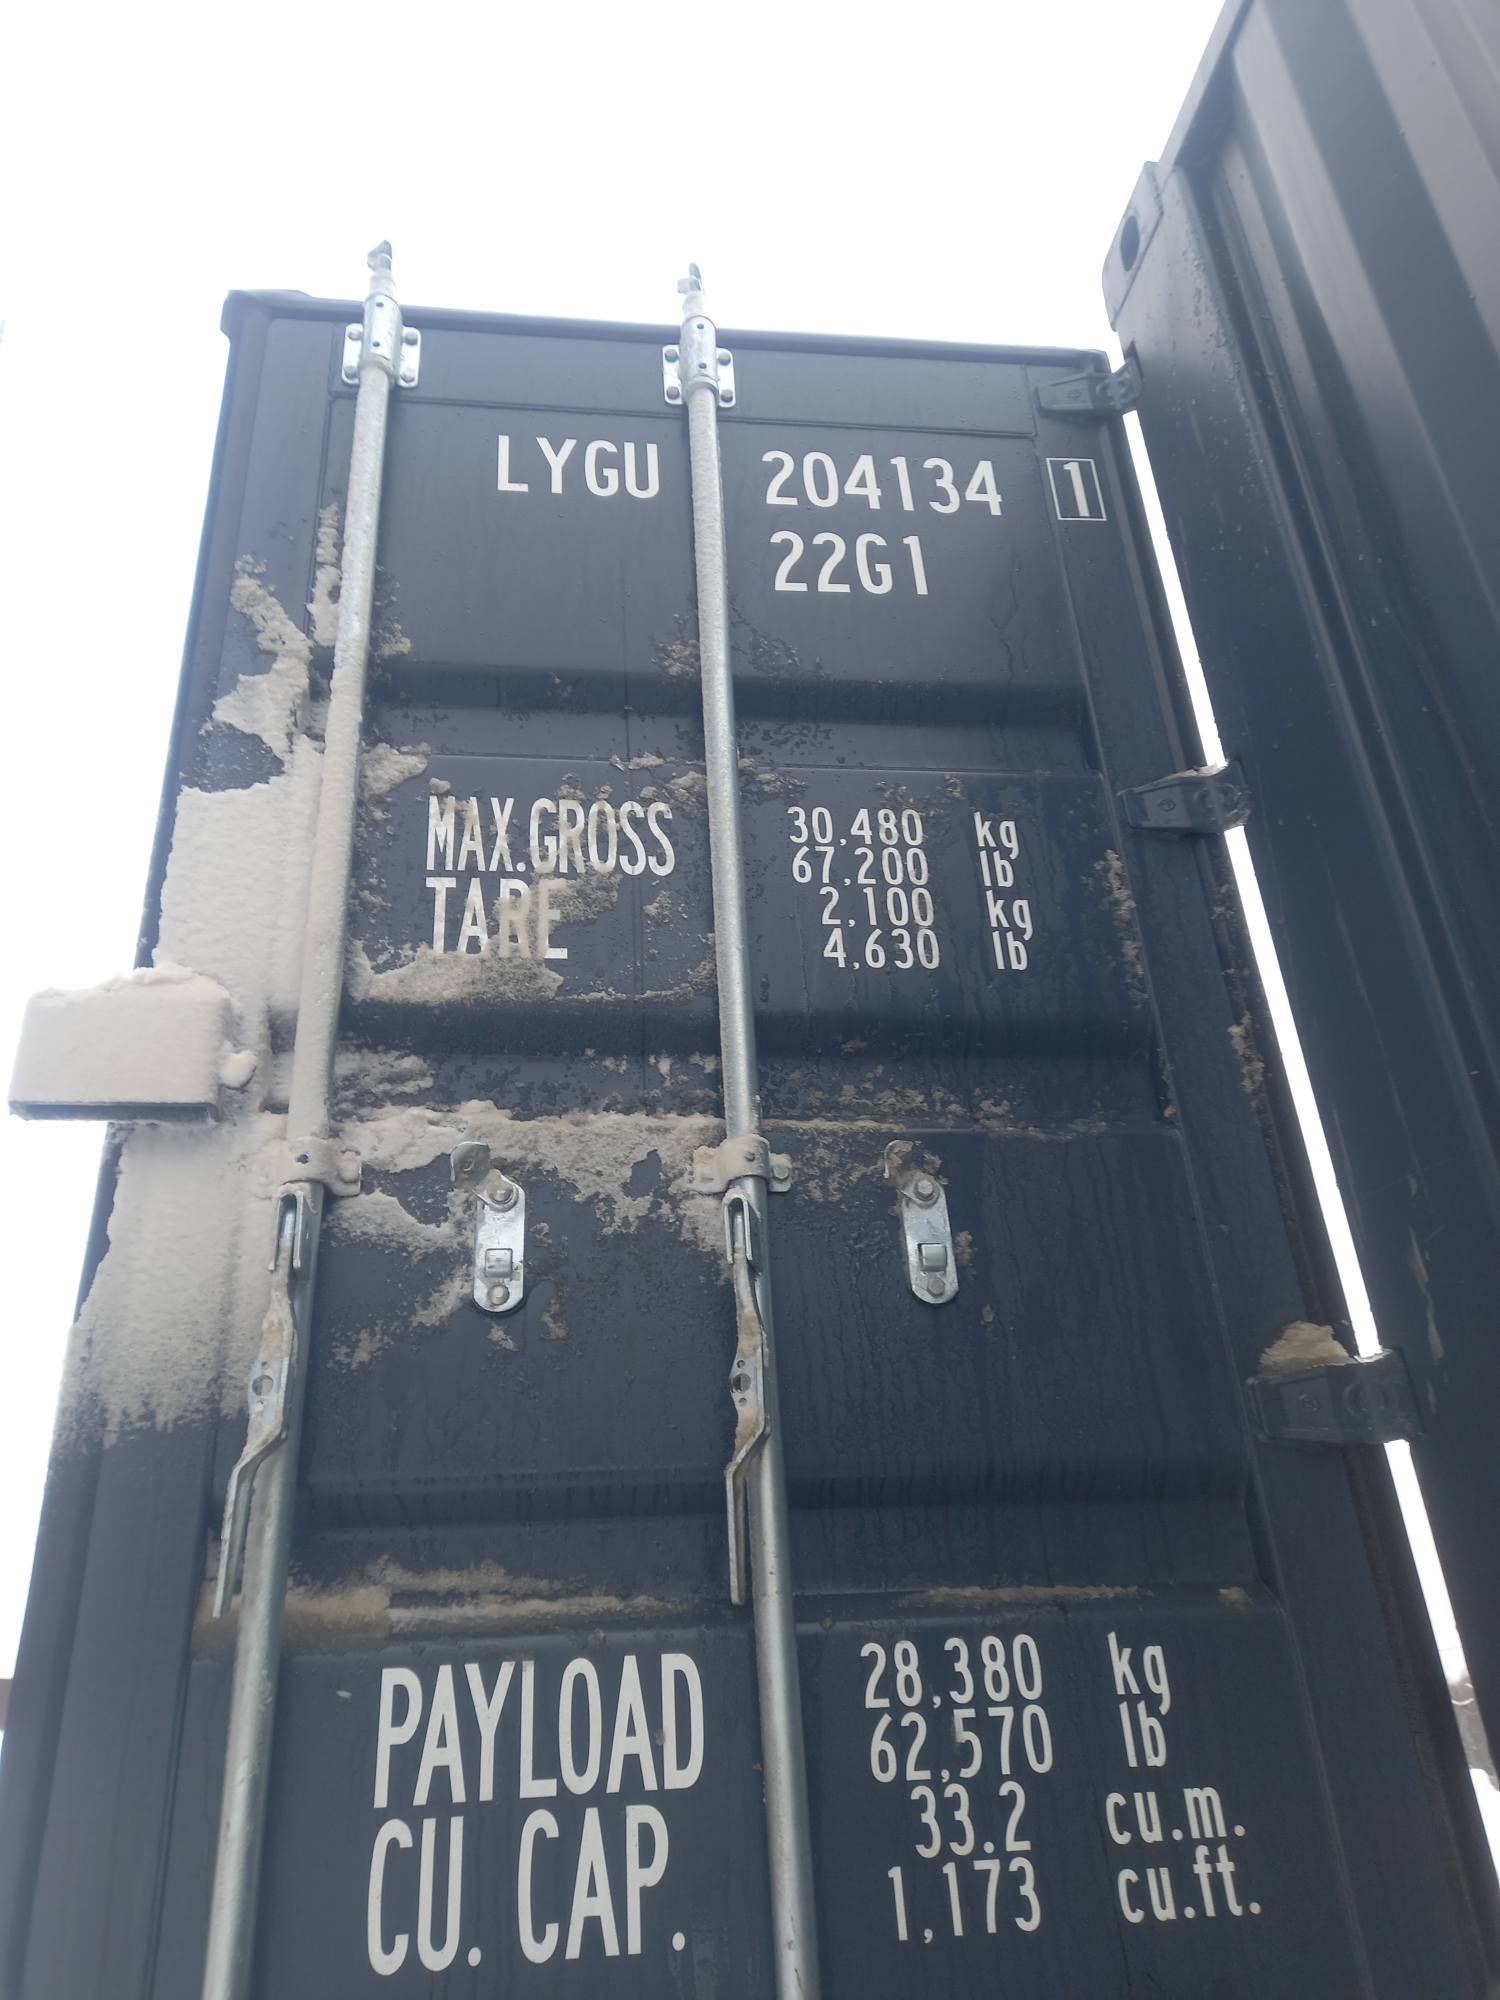 LYGU 204134 1
22G1
MAX.GROSS 30,480 kg
67,200 lb
TARE 2,100 kg
4,630 lb
PAYLOAD 28,380 kg
62,570 lb
CU. CAP. 33.2 cu.m.
1,173 cu.ft.